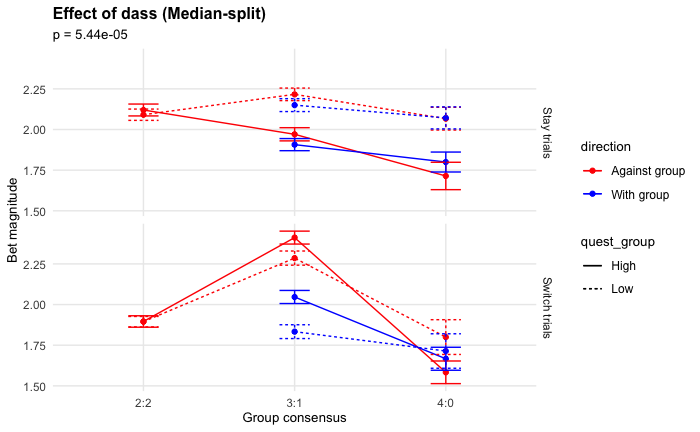 Effect of dass (Median-split)
p = 5.44e-05
Bet magnitude
2.25
2.00
1.75
1.50
Stay trials
2.25
2.00
1.75
1.50
Switch trials
2:2
3:1
4:0
Group consensus
direction
Against group
With group
quest_group
High
Low